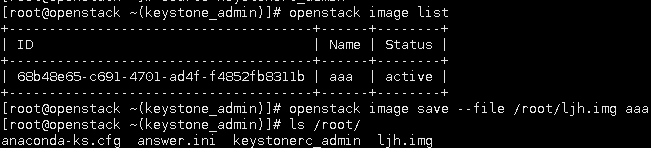 [root@openstack ~(keystone_admin)]# openstack image list
+--------------------------------------+------+--------+
| ID                                   | Name | Status |
+--------------------------------------+------+--------+
| 68b48e65-c691-4701-ad4f-f4852fb8311b | aaa  | active |
+--------------------------------------+------+--------+
[root@openstack ~(keystone_admin)]# openstack image save --file /root/ljh.img aaa
[root@openstack ~(keystone_admin)]# ls /root/
anaconda-ks.cfg  answer.ini  keystonerc_admin  ljh.img